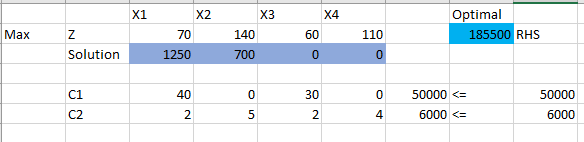 X1 X2 X3 X4 Optimal
Max Z 70 140 60 110 185500 RHS
Solution 1250 700 0 0
C1 40 0 30 0 50000 <= 50000
C2 2 5 2 4 6000 <= 6000